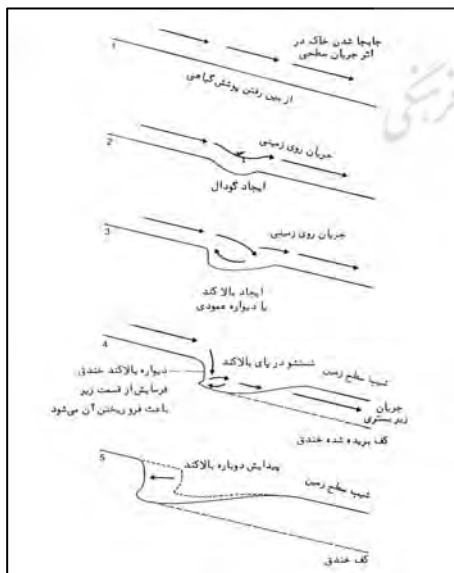 جابجا شدن خاک در
اثر جریان سطحی
1
از بین رفتن پوشش گیاهی
فرهنگی
2
جریان روی زمینی
ایجاد گودال
3
جریان روی زمینی
ایجاد بالاکند
با دیواره عمودی
4
شستشو در پای بالاکند
شیب سطح زمین
دیواره بالاکند خندق
فرسایش از قسمت زیر
باعث فرو ریختن آن می‌شود
جریان
زیر بستری
کف بریده شده خندق
5
پیدایش دوباره بالاکند
شیب سطح زمین
کف خندق